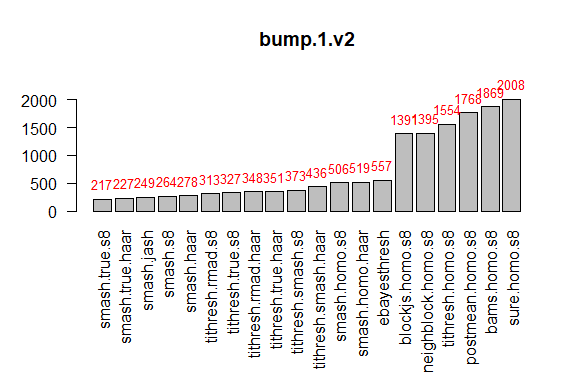 bump.1.v2
2000
1500
1000
500
0
217
227
249
264
278
313
327
348
351
373
436
506
519
557
1391
1395
1554
1768
1869
2008
smash.true.s8
smash.true.haar
smash.jash
smash.s8
smash.haar
tithresh.rmad.s8
tithresh.true.s8
tithresh.rmad.haar
tithresh.true.haar
tithresh.smash.s8
tithresh.smash.haar
smash.homo.s8
smash.homo.haar
ebayesthresh
blockjs.homo.s8
neighblock.homo.s8
tithresh.homo.s8
postmean.homo.s8
bams.homo.s8
sure.homo.s8